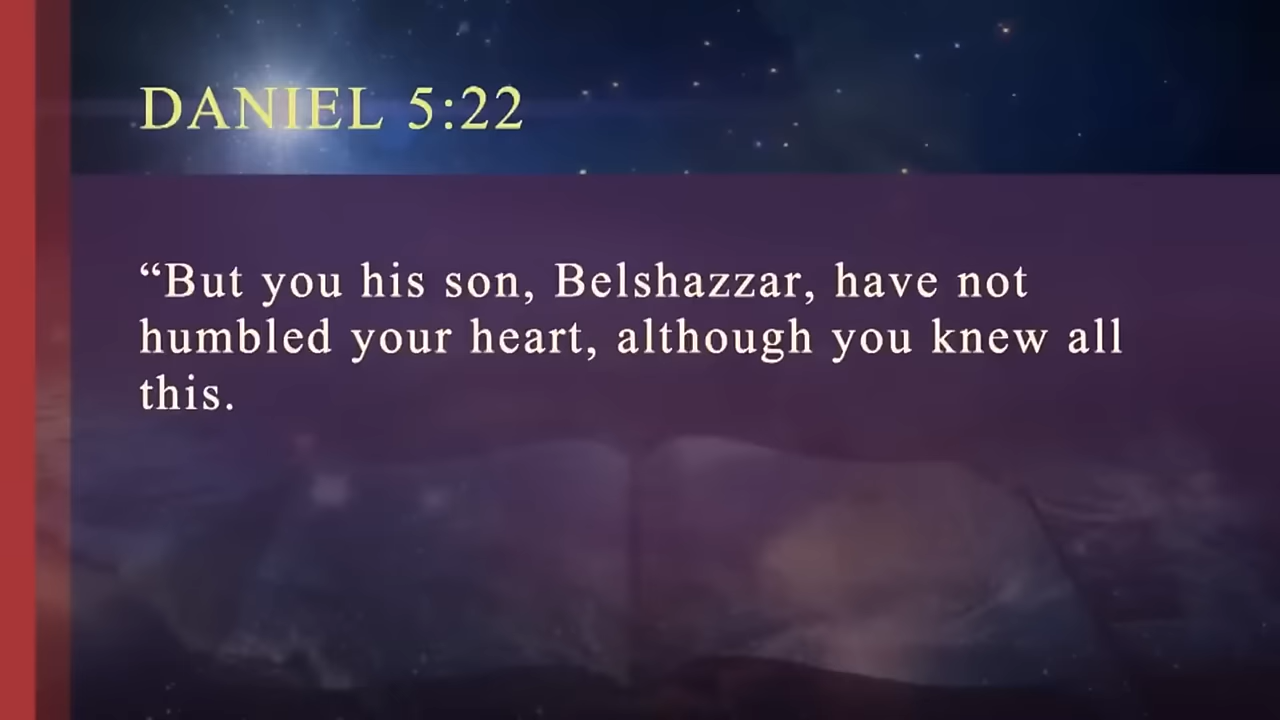 DANIEL 5:22
“But you his son, Belshazzar, have not
humbled your heart, although you knew all
this.